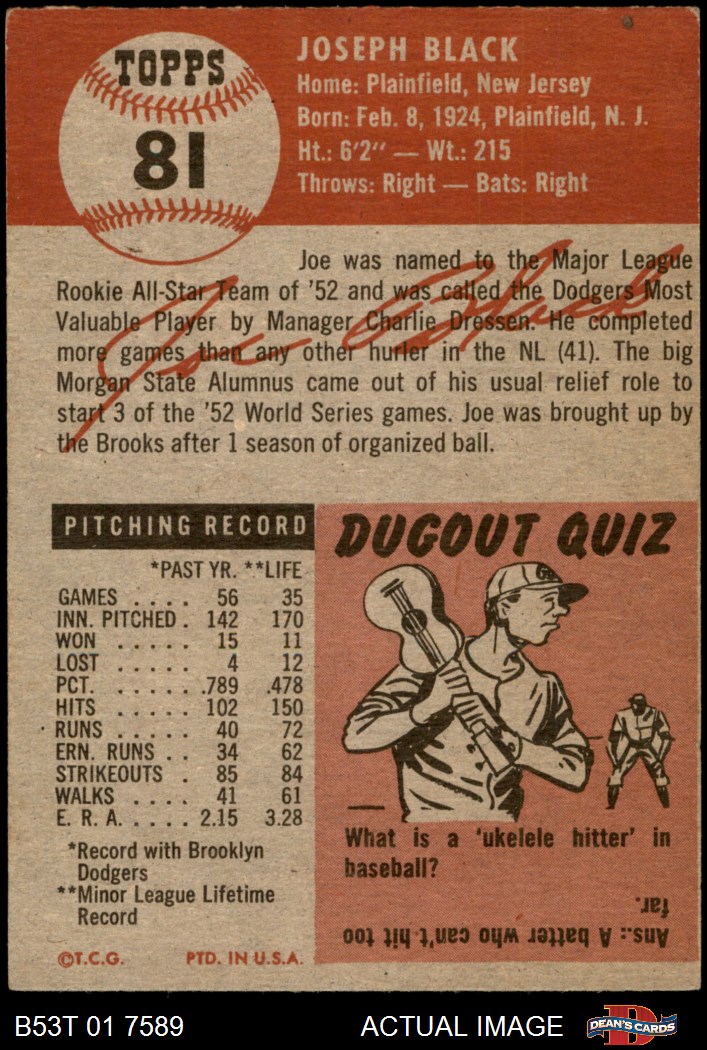 TOPPS
81
JOSEPH BLACK
Home: Plainfield, New Jersey
Born: Feb. 8, 1924, Plainfield, N. J.
Ht.: 6'2" — Wt.: 215
Throws: Right — Bats: Right
Joe was named to the Major League
Rookie All-Star Team of '52 and was called the Dodgers Most
Valuable Player by Manager Charlie Dressen. He completed
more games than any other hurler in the NL (41). The big
Morgan State Alumnus came out of his usual relief role to
start 3 of the '52 World Series games. Joe was brought up by
the Brooks after 1 season of organized ball.
Joe Black
PITCHING RECORD
*PAST YR. **LIFE
GAMES . . . . 56 35
INN. PITCHED . 142 170
WON . . . . . 15 11
LOST . . . . . 4 12
PCT. . . . . . .789 .478
HITS . . . . . 102 150
RUNS . . . . . 40 72
ERN. RUNS . . 34 62
STRIKEOUTS . 85 84
WALKS . . . . 41 61
E. R. A. . . . . 2.15 3.28
*Record with Brooklyn
Dodgers
**Minor League Lifetime
Record
©T.C.G. PTD. IN U.S.A.
DUGOUT QUIZ
What is a 'ukelele hitter' in
baseball?
Ans.: A batter who can't hit too
far.
B53T 01 7589
ACTUAL IMAGE
D
DEAN'S CARDS